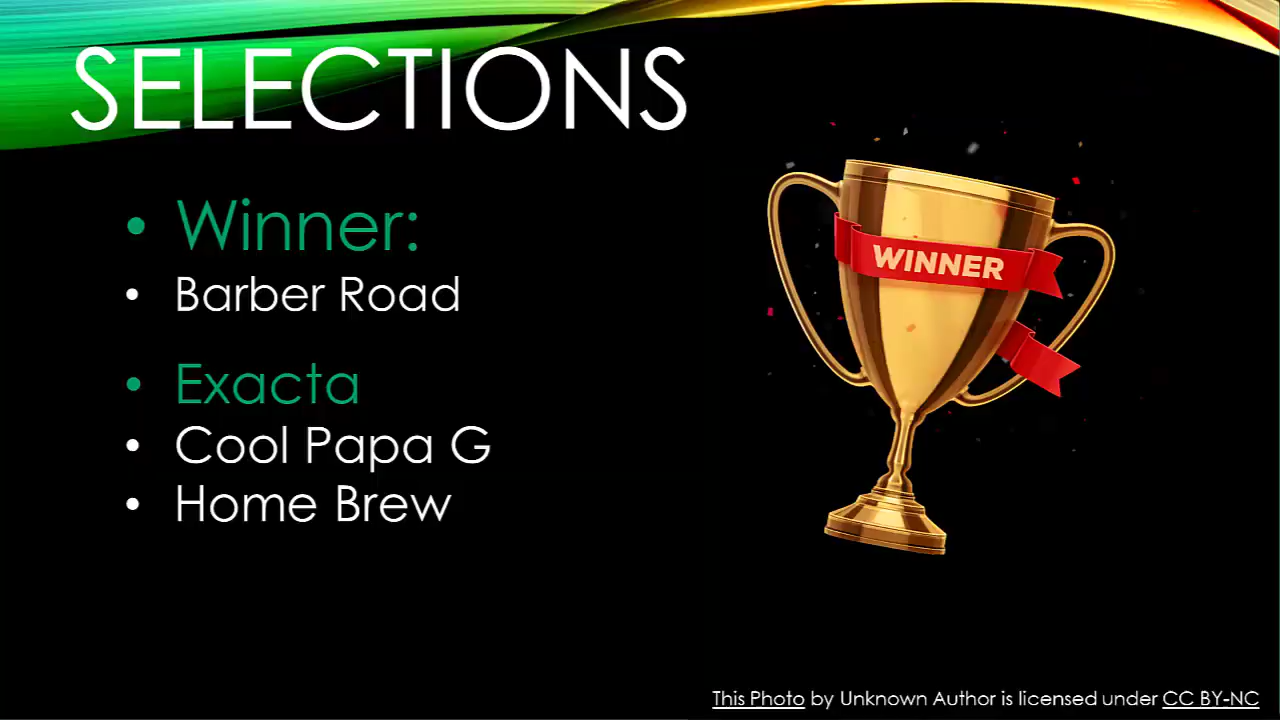 SELECTIONS
• Winner:
• Barber Road
• Exacta
• Cool Papa G
• Home Brew
WINNER
This Photo by Unknown Author is licensed under CC BY-NC